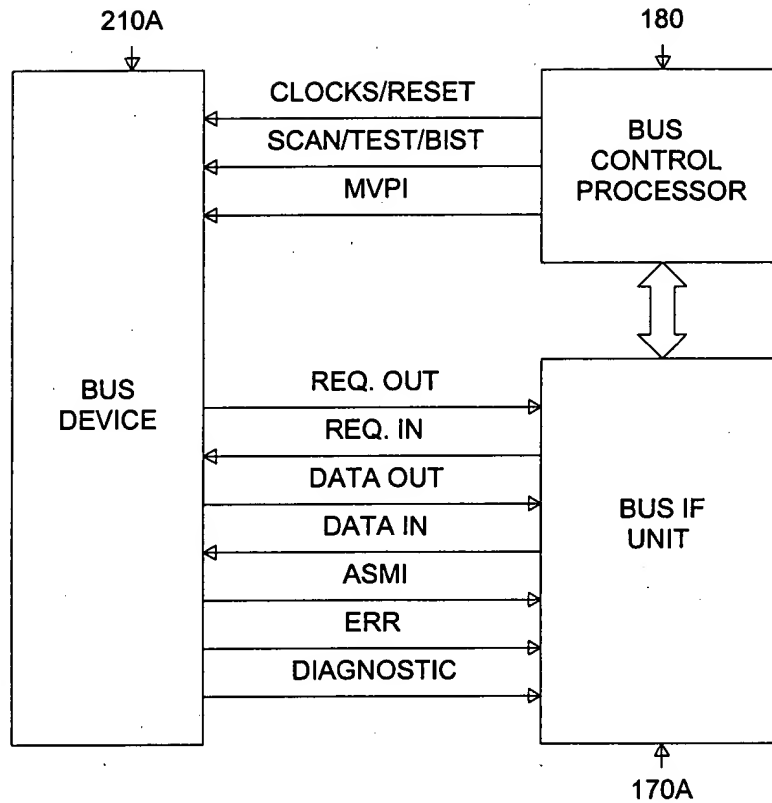 210A
180
CLOCKS/RESET
SCAN/TEST/BIST
MVPI
BUS
CONTROL
PROCESSOR
BUS
DEVICE
REQ. OUT
REQ. IN
DATA OUT
DATA IN
ASMI
ERR
DIAGNOSTIC
BUS IF
UNIT
170A